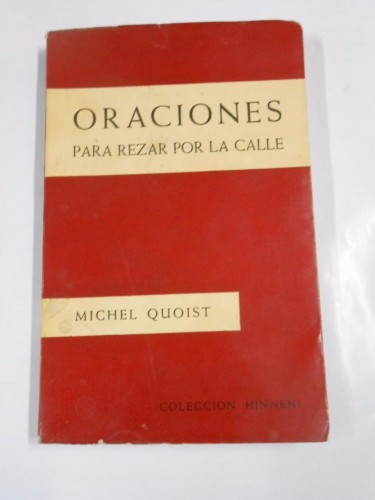 ORACIONES
PARA REZAR POR LA CALLE
MICHEL QUOIST
COLECCION HINNENI